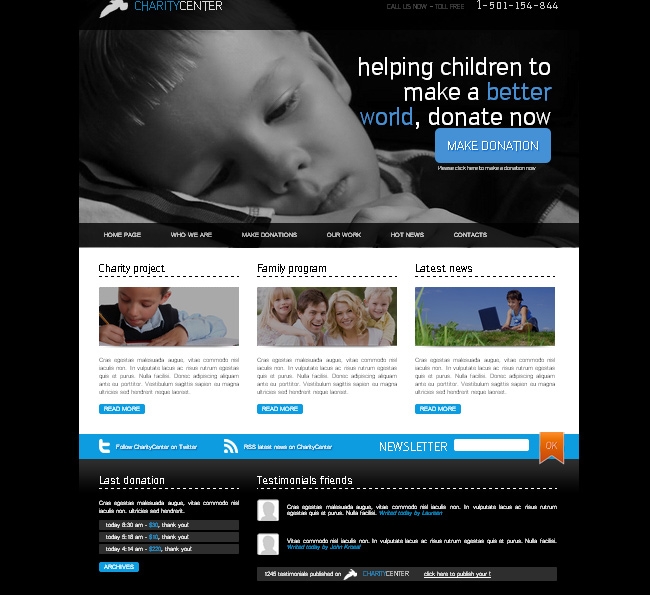 CHARITYCENTER
CALL US NOW - TOLL FREE 1-501-154-844
helping children to
make a better
world, donate now
MAKE DONATION
Please click here to make a donation now
HOME PAGE WHO WE ARE MAKE DONATIONS OUR WORK HOT NEWS CONTACTS
Charity project Family program Latest news
Cras egestas malesuada augue, vitae commodo nisl
iaculis non. In vulputate lacus ac risus rutrum egestas
quis et purus. Nulla facilisi. Donec adipiscing aliquam
ante eu porttitor. Vestibulum sagittis sapien eu magna
ultricies sed hendrerit neque laoreet.
Cras egestas malesuada augue, vitae commodo nisl
iaculis non. In vulputate lacus ac risus rutrum egestas
quis et purus. Nulla facilisi. Donec adipiscing aliquam
ante eu porttitor. Vestibulum sagittis sapien eu magna
ultricies sed hendrerit neque laoreet.
Cras egestas malesuada augue, vitae commodo nisl
iaculis non. In vulputate lacus ac risus rutrum egestas
quis et purus. Nulla facilisi. Donec adipiscing aliquam
ante eu porttitor. Vestibulum sagittis sapien eu magna
ultricies sed hendrerit neque laoreet.
READ MORE READ MORE READ MORE
Follow CharityCenter on Twitter RSS latest news on CharityCenter NEWSLETTER OK
Last donation
Cras egestas malesuada augue, vitae commodo nisl
iaculis non. ultricies sed hendrerit.
today 8:30 am - $30, thank you!
today 5:15 am - $10, thank you!
today 4:14 am - $220, thank you!
ARCHIVES
Testimonials friends
Cras egestas malesuada augue, vitae commodo nisl iaculis non. In vulputate lacus ac risus rutrum
egestas quis et purus. Nulla facilisi. Writed today by Laureen
Vitae commodo nisl iaculis non. In vulputate lacus ac risus rutrum egestas quis et purus. Nulla facilisi.
Writed today by John
1245 testimonials published on CHARITYCENTER click here to publish your !